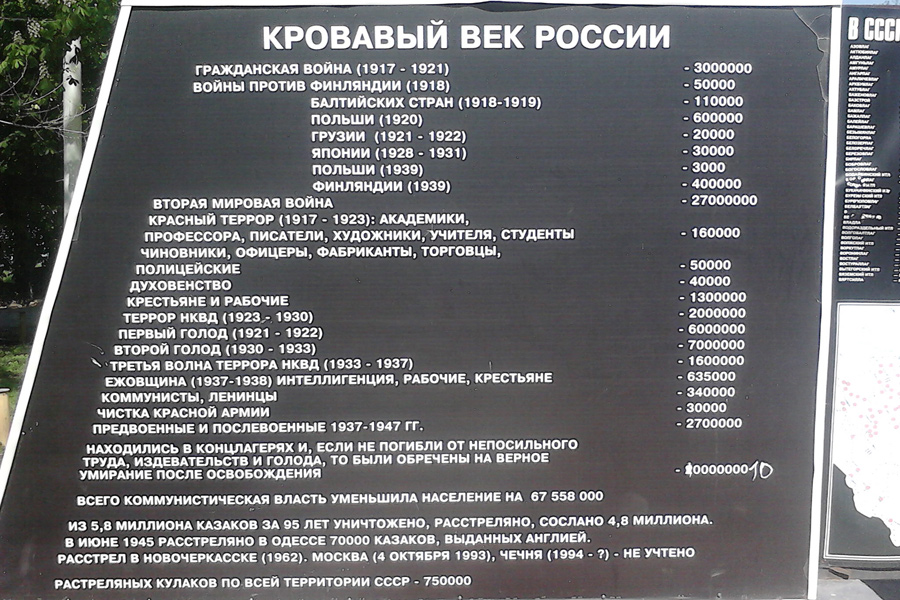 КРОВАВЫЙ ВЕК РОССИИ
ГРАЖДАНСКАЯ ВОЙНА (1917 - 1921) - 3000000
ВОЙНЫ ПРОТИВ ФИНЛЯНДИИ (1918) - 50000
БАЛТИЙСКИХ СТРАН (1918-1919) - 110000
ПОЛЬШИ (1920) - 600000
ГРУЗИИ (1921 - 1922) - 20000
ЯПОНИИ (1928 - 1931) - 30000
ПОЛЬШИ (1939) - 3000
ФИНЛЯНДИИ (1939) - 400000
ВТОРАЯ МИРОВАЯ ВОЙНА - 27000000
КРАСНЫЙ ТЕРРОР (1917 - 1923): АКАДЕМИКИ,
ПРОФЕССОРА, ПИСАТЕЛИ, ХУДОЖНИКИ, УЧИТЕЛЯ, СТУДЕНТЫ - 160000
ЧИНОВНИКИ, ОФИЦЕРЫ, ФАБРИКАНТЫ, ТОРГОВЦЫ,
ПОЛИЦЕЙСКИЕ - 50000
ДУХОВЕНСТВО - 40000
КРЕСТЬЯНЕ И РАБОЧИЕ - 1300000
ТЕРРОР НКВД (1923 - 1930) - 2000000
ПЕРВЫЙ ГОЛОД (1921 - 1922) - 6000000
ВТОРОЙ ГОЛОД (1930 - 1933) - 7000000
ТРЕТЬЯ ВОЛНА ТЕРРОРА НКВД (1933 - 1937) - 1600000
ЕЖОВЩИНА (1937-1938) ИНТЕЛЛИГЕНЦИЯ, РАБОЧИЕ, КРЕСТЬЯНЕ - 635000
КОММУНИСТЫ, ЛЕНИНЦЫ - 340000
ЧИСТКА КРАСНОЙ АРМИИ - 30000
ПРЕДВОЕННЫЕ И ПОСЛЕВОЕННЫЕ 1937-1947 ГГ. - 2700000
НАХОДИЛИСЬ В КОНЦЛАГЕРЯХ И, ЕСЛИ НЕ ПОГИБЛИ ОТ НЕПОСИЛЬНОГО
ТРУДА, ИЗДЕВАТЕЛЬСТВ И ГОЛОДА, ТО БЫЛИ ОБРЕЧЕНЫ НА ВЕРНОЕ
УМИРАНИЕ ПОСЛЕ ОСВОБОЖДЕНИЯ 10
ВСЕГО КОММУНИСТИЧЕСКАЯ ВЛАСТЬ УМЕНЬШИЛА НАСЕЛЕНИЕ НА 67 558 000
ИЗ 5,8 МИЛЛИОНА КАЗАКОВ ЗА 95 ЛЕТ УНИЧТОЖЕНО, РАССТРЕЛЯНО, СОСЛАНО 4,8 МИЛЛИОНА.
В ИЮНЕ 1945 РАССТРЕЛЯНО В ОДЕССЕ 70000 КАЗАКОВ, ВЫДАННЫХ АНГЛИЕЙ.
РАССТРЕЛ В НОВОЧЕРКАССКЕ (1962). МОСКВА (4 ОКТЯБРЯ 1993), ЧЕЧНЯ (1994 - ?) - НЕ УЧТЕНО
РАСТРЕЛЯНЫХ КУЛАКОВ ПО ВСЕЙ ТЕРРИТОРИИ СССР - 750000
В СССР